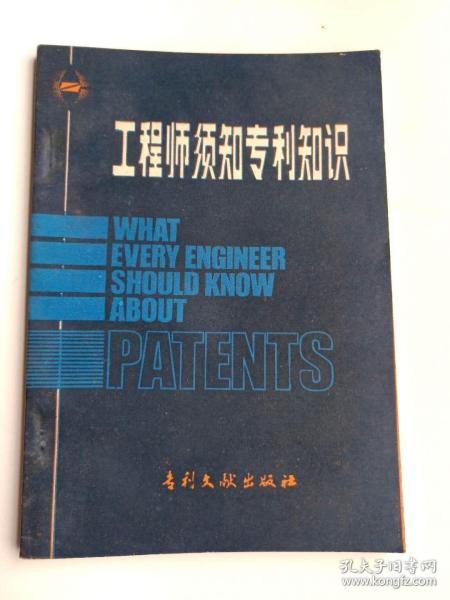 工程师须知专利知识
WHAT
EVERY ENGINEER
SHOULD KNOW
ABOUT
PATENTS
专利文献出版社
孔夫子旧书网
www.kongfz.com